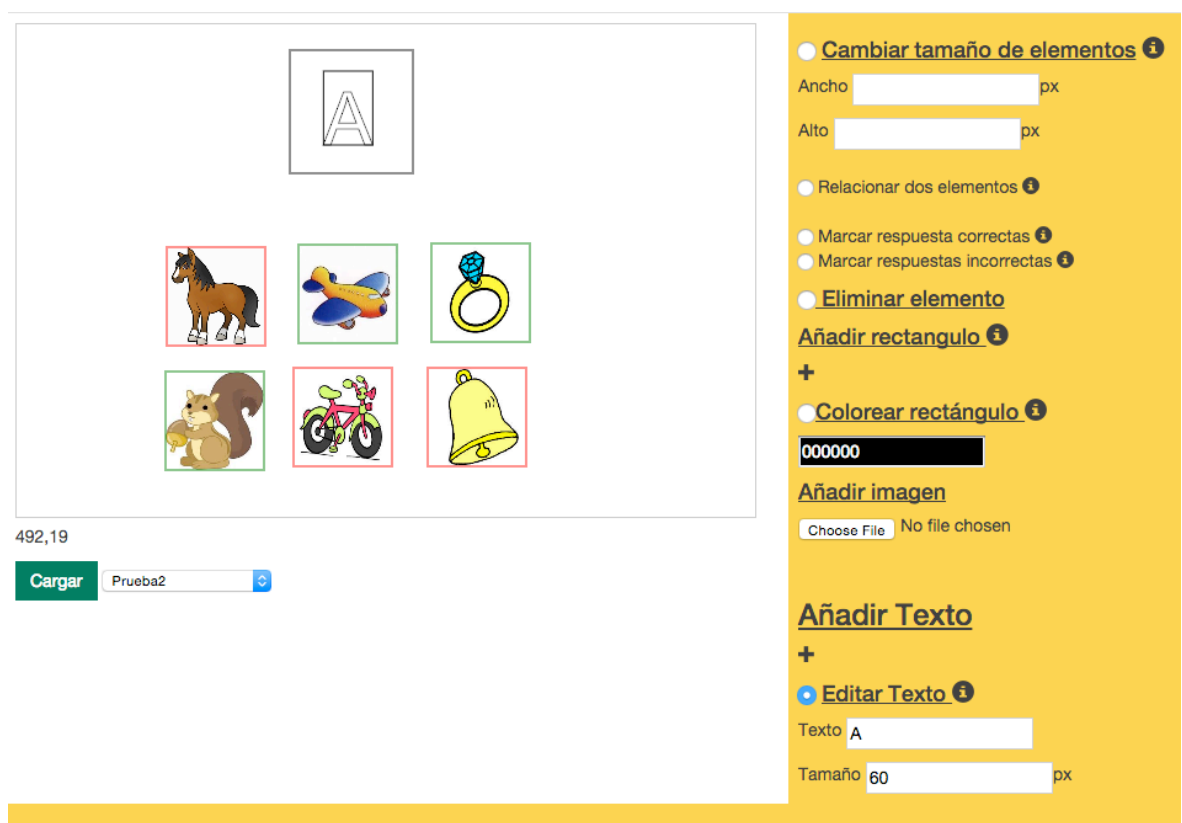 A
492,19
Cargar Prueba2
Cambiar tamaño de elementos
Ancho px
Alto px
Relacionar dos elementos
Marcar respuesta correctas
Marcar respuestas incorrectas
Eliminar elemento
Añadir rectangulo
+
Colorear rectángulo
000000
Añadir imagen
Choose File No file chosen
Añadir Texto
+
Editar Texto
Texto A
Tamaño 60 px